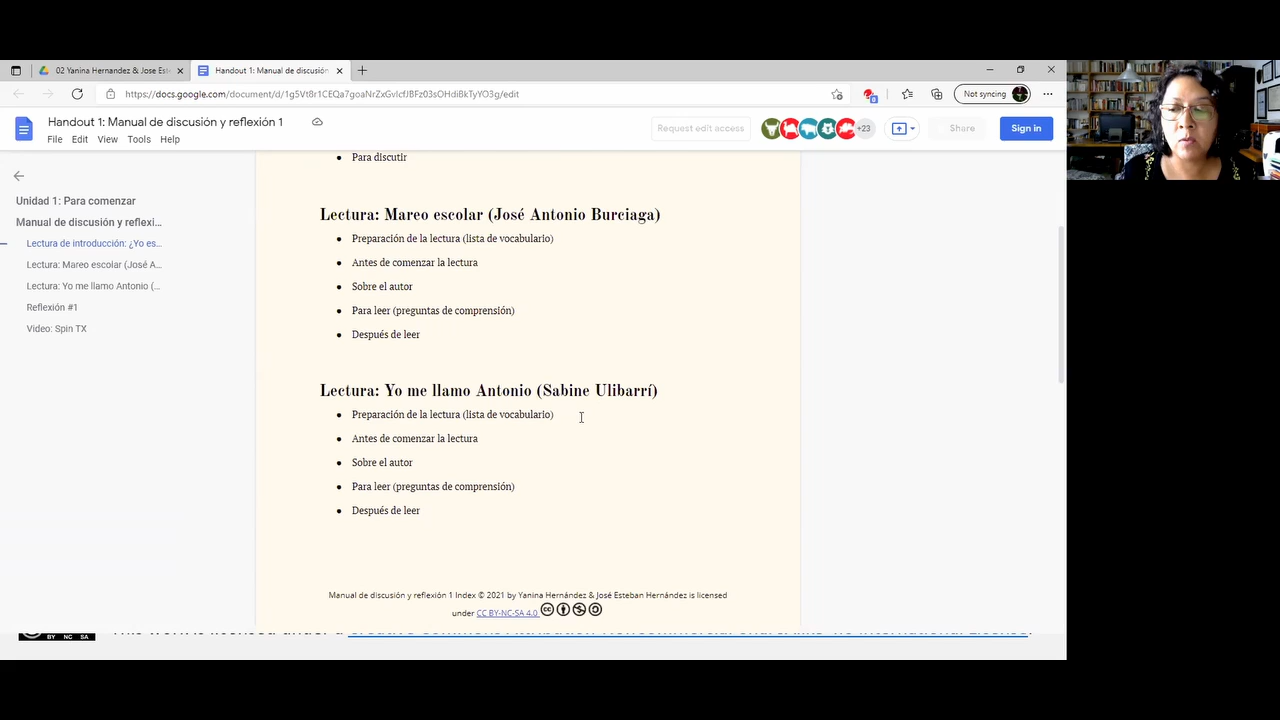 02 Yanina Hernandez & Jose Est
Handout 1: Manual de discusión
https://docs.google.com/document/d/1g5Vt8r1CEQa7goaNrZxGvIcfJBFz03sOHdiBkTyYO3g/edit
Not syncing
Handout 1: Manual de discusión y reflexión 1
File Edit View Tools Help
Request edit access
+23
Share
Sign in
Unidad 1: Para comenzar
Manual de discusión y reflexi...
Lectura de introducción: ¿Yo es...
Lectura: Mareo escolar (José A...
Lectura: Yo me llamo Antonio (...
Reflexión #1
Video: Spin TX
Para discutir
Lectura: Mareo escolar (José Antonio Burciaga)
Preparación de la lectura (lista de vocabulario)
Antes de comenzar la lectura
Sobre el autor
Para leer (preguntas de comprensión)
Después de leer
Lectura: Yo me llamo Antonio (Sabine Ulibarrí)
Preparación de la lectura (lista de vocabulario)
Antes de comenzar la lectura
Sobre el autor
Para leer (preguntas de comprensión)
Después de leer
Manual de discusión y reflexión 1 Index © 2021 by Yanina Hernández & José Esteban Hernández is licensed
under CC BY-NC-SA 4.0
BY NC SA